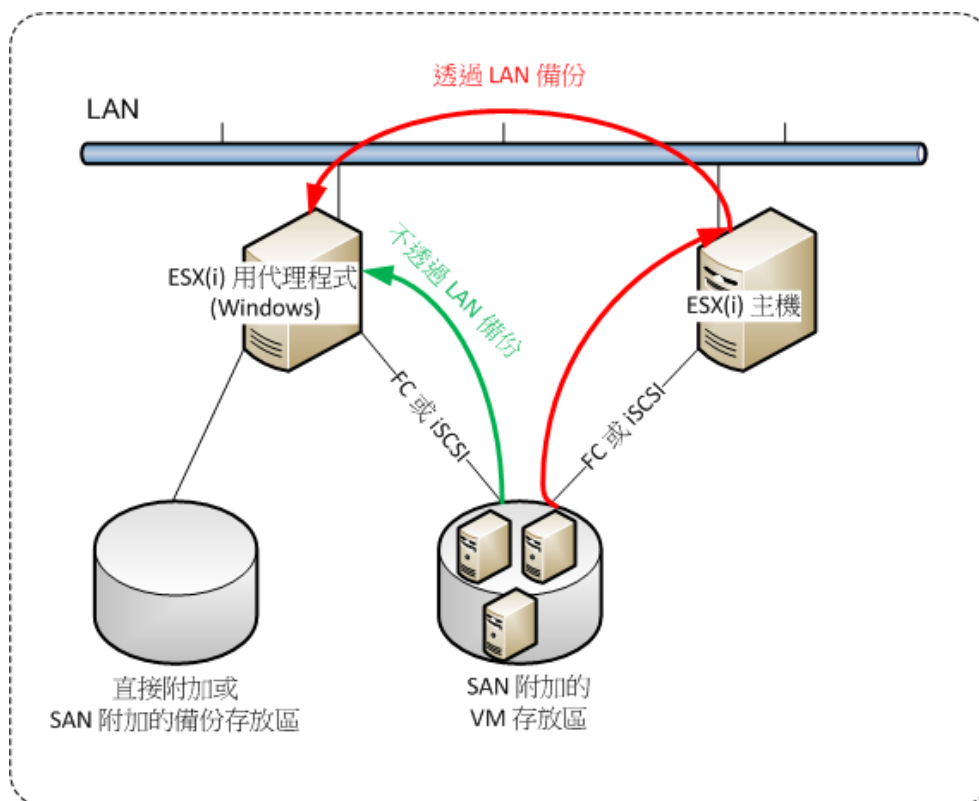 透過 LAN 備份
LAN
ESX(i) 用代理程式
(Windows)
不透過 LAN 備份
ESX(i) 主機
FC 或 iSCSI
FC 或 iSCSI
直接附加或
SAN 附加的備份存放區
SAN 附加的
VM 存放區